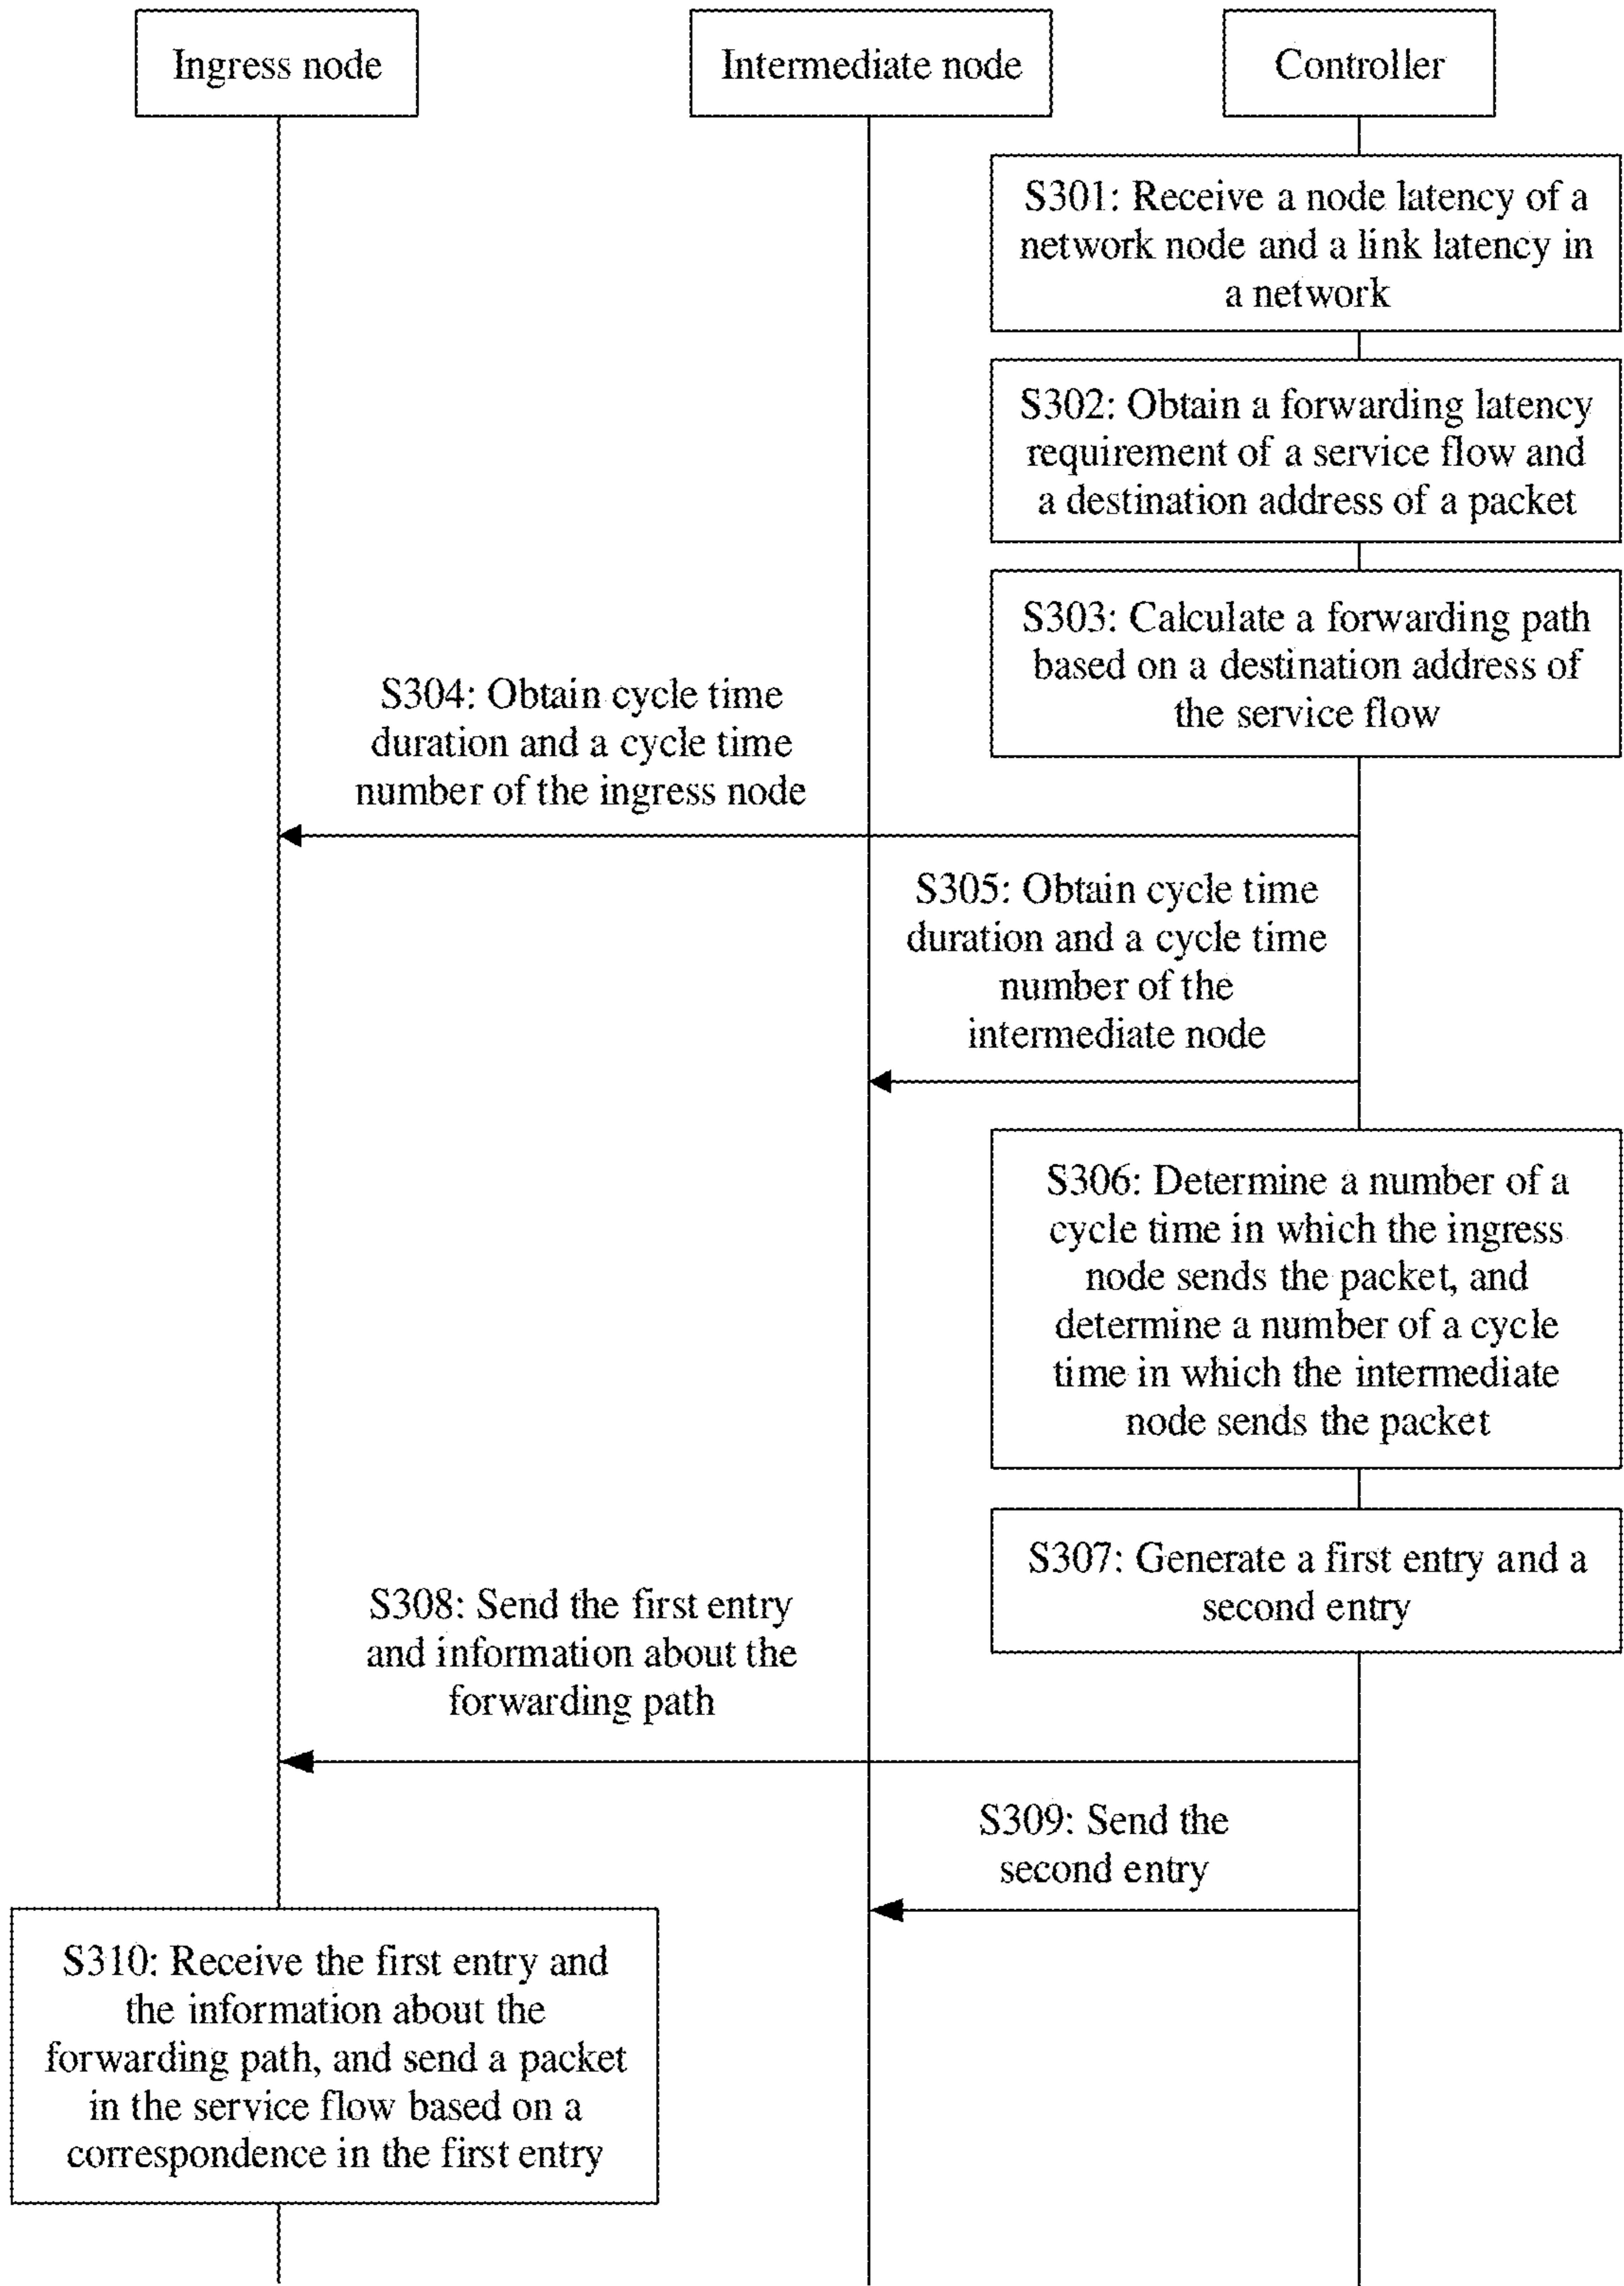 Ingress node
Intermediate node
Controller
S301: Receive a node latency of a
network node and a link latency in
a network
S302: Obtain a forwarding latency
requirement of a service flow and
a destination address of a packet
S303: Calculate a forwarding path
based on a destination address of
the service flow
S304: Obtain cycle time
duration and a cycle time
number of the ingress node
S305: Obtain cycle time
duration and a cycle time
number of the
intermediate node
S306: Determine a number of a
cycle time in which the ingress
node sends the packet, and
determine a number of a cycle
time in which the intermediate
node sends the packet
S307: Generate a first entry and a
second entry
S308: Send the first entry
and information about the
forwarding path
S309: Send the
second entry
S310: Receive the first entry and
the information about the
forwarding path, and send a packet
in the service flow based on a
correspondence in the first entry